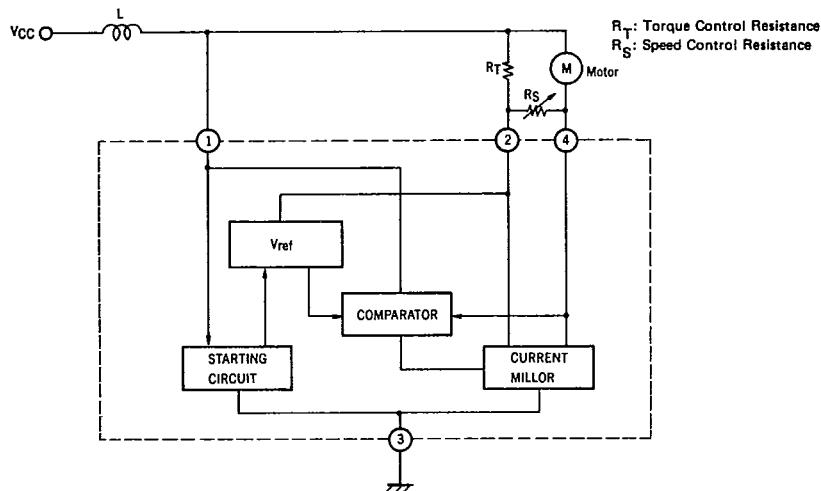 L
VCC
RT: Torque Control Resistance
RS: Speed Control Resistance
RT
M
Motor
RS
1
2
4
Vref
COMPARATOR
STARTING
CIRCUIT
CURRENT
MILLOR
3